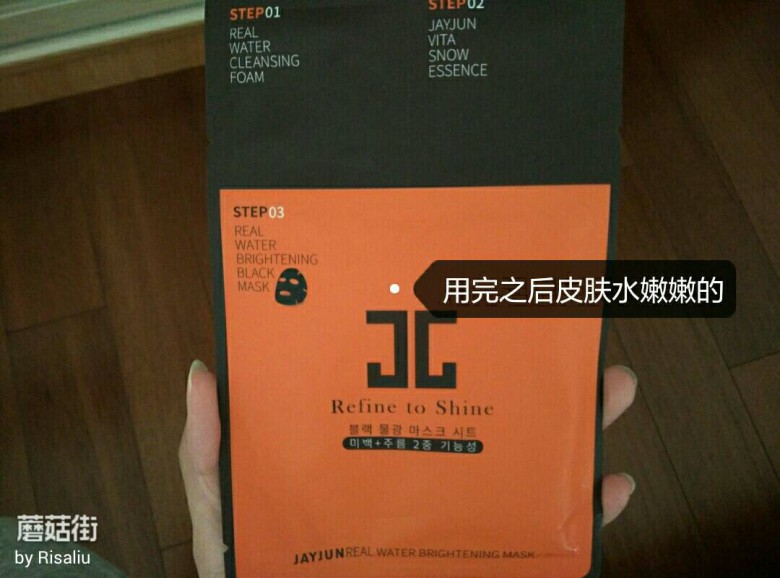 STEP01
REAL
WATER
CLEANSING
FOAM
STEP02
JAYJUN
VITA
SNOW
ESSENCE
STEP03
REAL
WATER
BRIGHTENING
BLACK
MASK
用完之后皮肤水嫩嫩的
Refine to Shine
블랙 물광 마스크 시트
미백+주름 2중 기능성
JAYJUN REAL WATER BRIGHTENING MASK
蘑菇街
by Risaliu